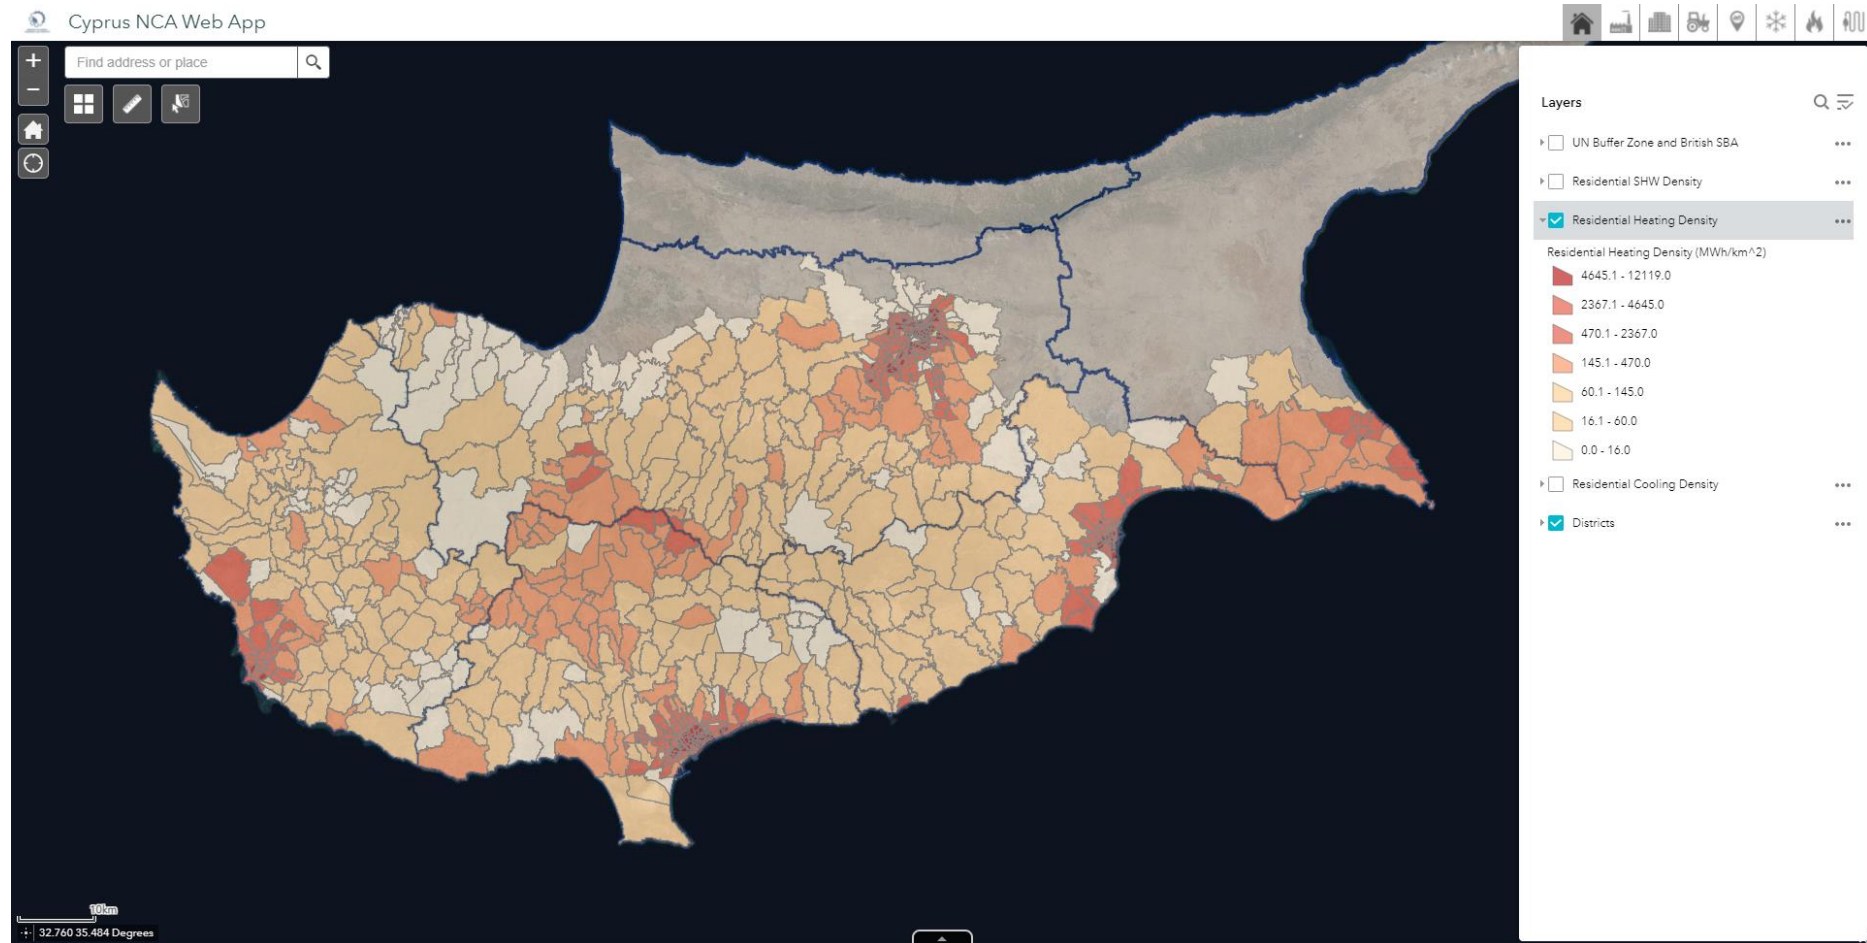 Cyprus NCA Web App
Find address or place
Layers
UN Buffer Zone and British SBA
Residential SHW Density
Residential Heating Density
Residential Heating Density (MWh/km^2)
4645.1 - 12119.0
2367.1 - 4645.0
470.1 - 2367.0
145.1 - 470.0
60.1 - 145.0
16.1 - 60.0
0.0 - 16.0
Residential Cooling Density
Districts
10km
32.760 35.484 Degrees